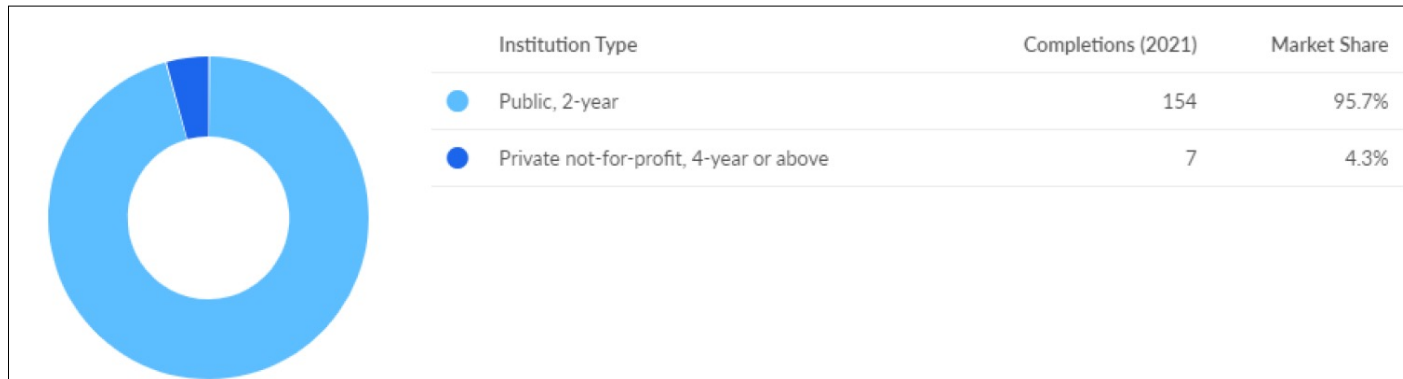 Institution Type Completions (2021) Market Share
Public, 2-year 154 95.7%
Private not-for-profit, 4-year or above 7 4.3%